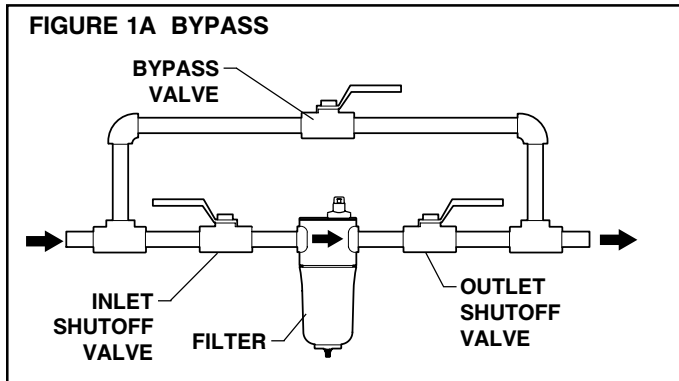 FIGURE 1A BYPASS
BYPASS
VALVE
INLET
SHUTOFF
VALVE
FILTER
OUTLET
SHUTOFF
VALVE